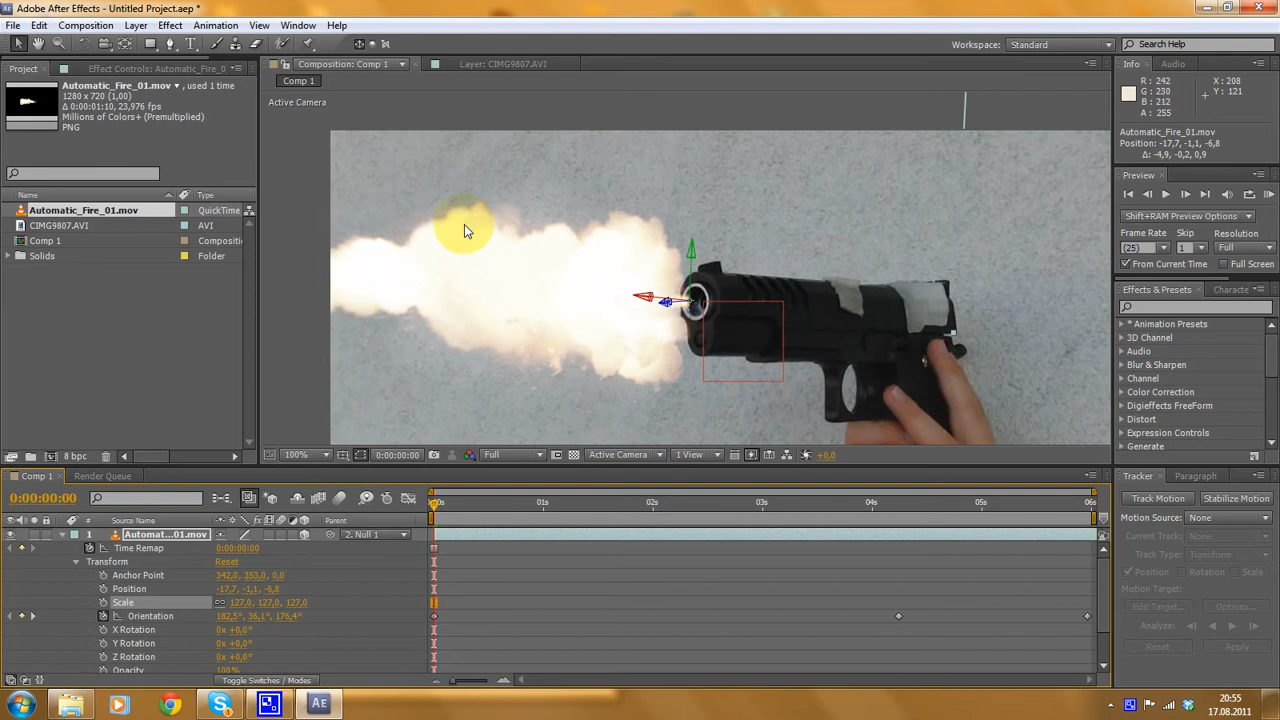 Adobe After Effects - Untitled Project.aep *
File Edit Composition Layer Effect Animation View Window Help
Workspace: Standard Search Help
Project Effect Controls: Automatic_Fire_0
Automatic_Fire_01.mov ▾ , used 1 time
1280 x 720 (1,00)
Δ 0:00:01:10, 23,976 fps
Millions of Colors+ (Premultiplied)
PNG
Name Type
Automatic_Fire_01.mov QuickTime
CIMG9807.AVI AVI
Comp 1 Compositi
Solids Folder
8 bpc
Composition: Comp 1 Layer: CIMG9807.AVI
Comp 1
Active Camera
100% 0:00:00:00 Full Active Camera 1 View +0,0
Info Audio
R: 242 X: 208
G: 230 Y: 121
B: 212
A: 255
Automatic_Fire_01.mov
Position: -17,7, -1,1, -6,8
Δ: -4,9, -0,2, 0,9
Preview
Shift+RAM Preview Options
Frame Rate Skip Resolution
(25) 1 Full
From Current Time Full Screen
Effects & Presets Characte
* Animation Presets
3D Channel
Audio
Blur & Sharpen
Channel
Color Correction
Digieffects FreeForm
Distort
Expression Controls
Generate
Tracker Paragraph
Track Motion Stabilize Motion
Motion Source: None
Current Track: None
Track Type: Transform
Position Rotation Scale
Motion Target:
Edit Target... Options...
Analyze:
Reset Apply
Comp 1 Render Queue
0:00:00:00
01s 02s 03s 04s 05s 06s
# Source Name Parent
1 Automat...01.mov 2. Null 1
Time Remap 0:00:00:00
Transform Reset
Anchor Point 342,0, 353,0, 0,0
Position -17,7, -1,1, -6,8
Scale 127,0, 127,0, 127,0
Orientation 182,5°, 36,1°, 176,4°
X Rotation 0x +0,0°
Y Rotation 0x +0,0°
Z Rotation 0x +0,0°
Opacity 100%
Toggle Switches / Modes
20:55
17.08.2011